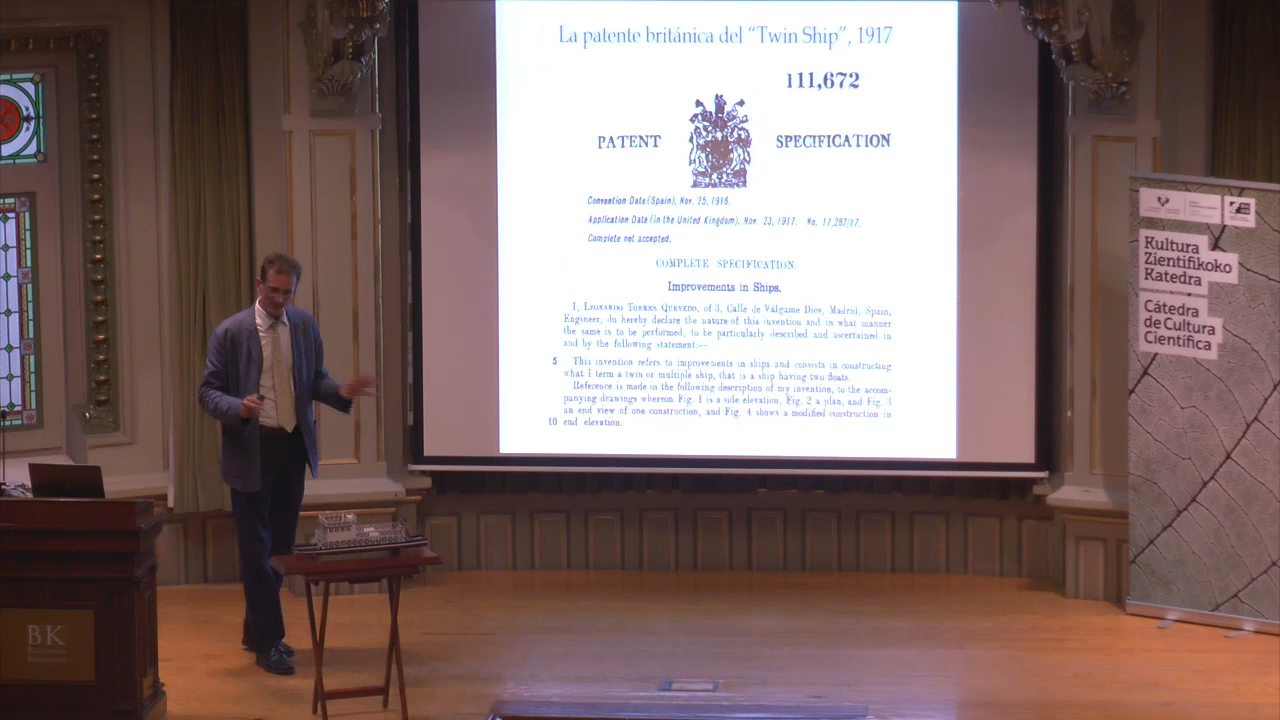 La patente británica del “Twin Ship”, 1917
111,672
PATENT SPECIFICATION
Convention Date (Spain), Nov. 25, 1916.
Application Date (in the United Kingdom), Nov. 23, 1917. No. 17,287/17.
Complete not accepted.
COMPLETE SPECIFICATION.
Improvements in Ships.
I, LEONARDO TORRES QUEVEDO, of 3, Calle de Válgame Dios, Madrid, Spain,
Engineer, do hereby declare the nature of this invention and in what manner
the same is to be performed, to be particularly described and ascertained in
and by the following statement:—
5 This invention refers to improvements in ships and consists in constructing
what I term a twin or multiple ship, that is a ship having two floats.
Reference is made in the following description of my invention, to the accom-
panying drawings whereon Fig. 1 is a side elevation, Fig. 2 a plan, and Fig. 3
an end view of one construction, and Fig. 4 shows a modified construction in
10 end elevation.
Kultura
Zientifikoko
Katedra
Cátedra
de Cultura
Científica
BK